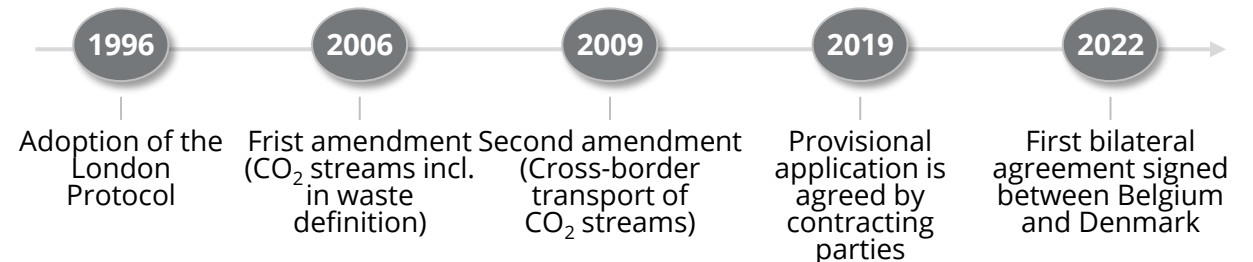 1996
2006
2009
2019
2022
Adoption of the
London
Protocol
Frist amendment
(CO₂ streams incl.
in waste
definition)
Second amendment
(Cross-border
transport of
CO₂ streams)
Provisional
application is
agreed by
contracting
parties
First bilateral
agreement signed
between Belgium
and Denmark